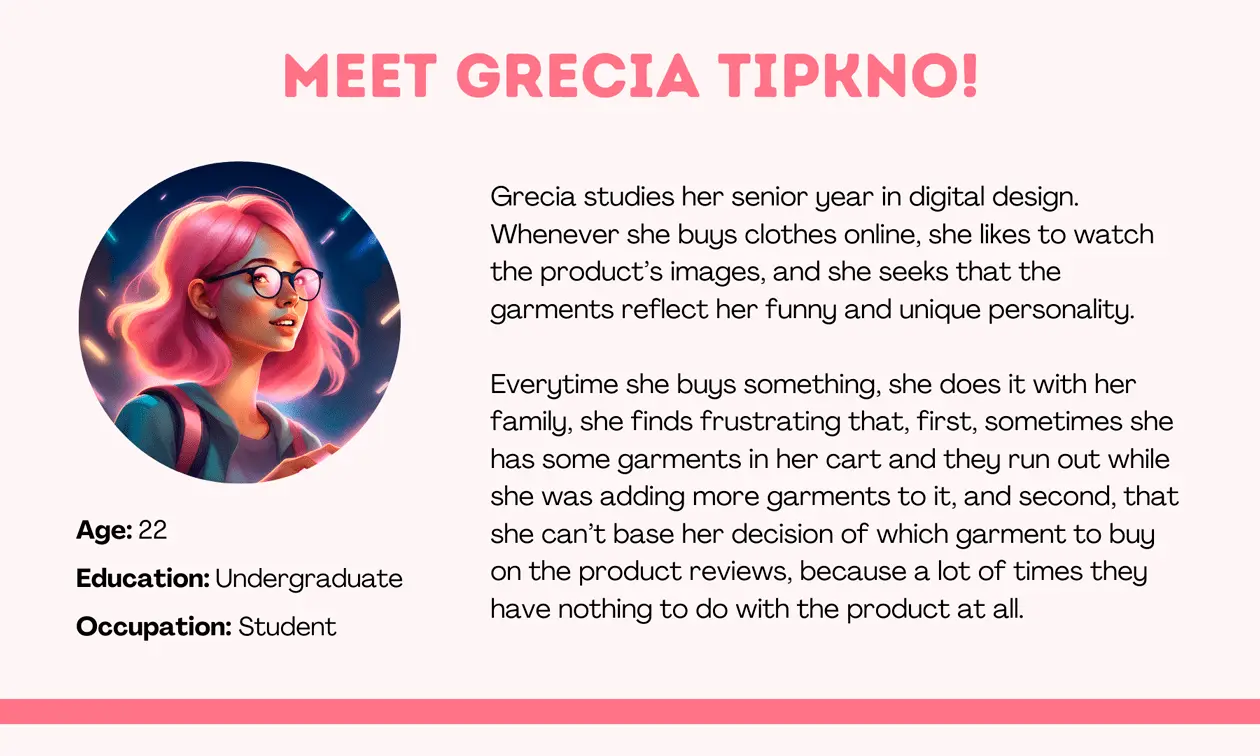 MEET GRECIA TIPKNO!
Grecia studies her senior year in digital design.
Whenever she buys clothes online, she likes to watch
the product's images, and she seeks that the
garments reflect her funny and unique personality.
Everytime she buys something, she does it with her
family, she finds frustrating that, first, sometimes she
has some garments in her cart and they run out while
she was adding more garments to it, and second, that
she can't base her decision of which garment to buy
on the product reviews, because a lot of times they
have nothing to do with the product at all.
Age: 22
Education: Undergraduate
Occupation: Student